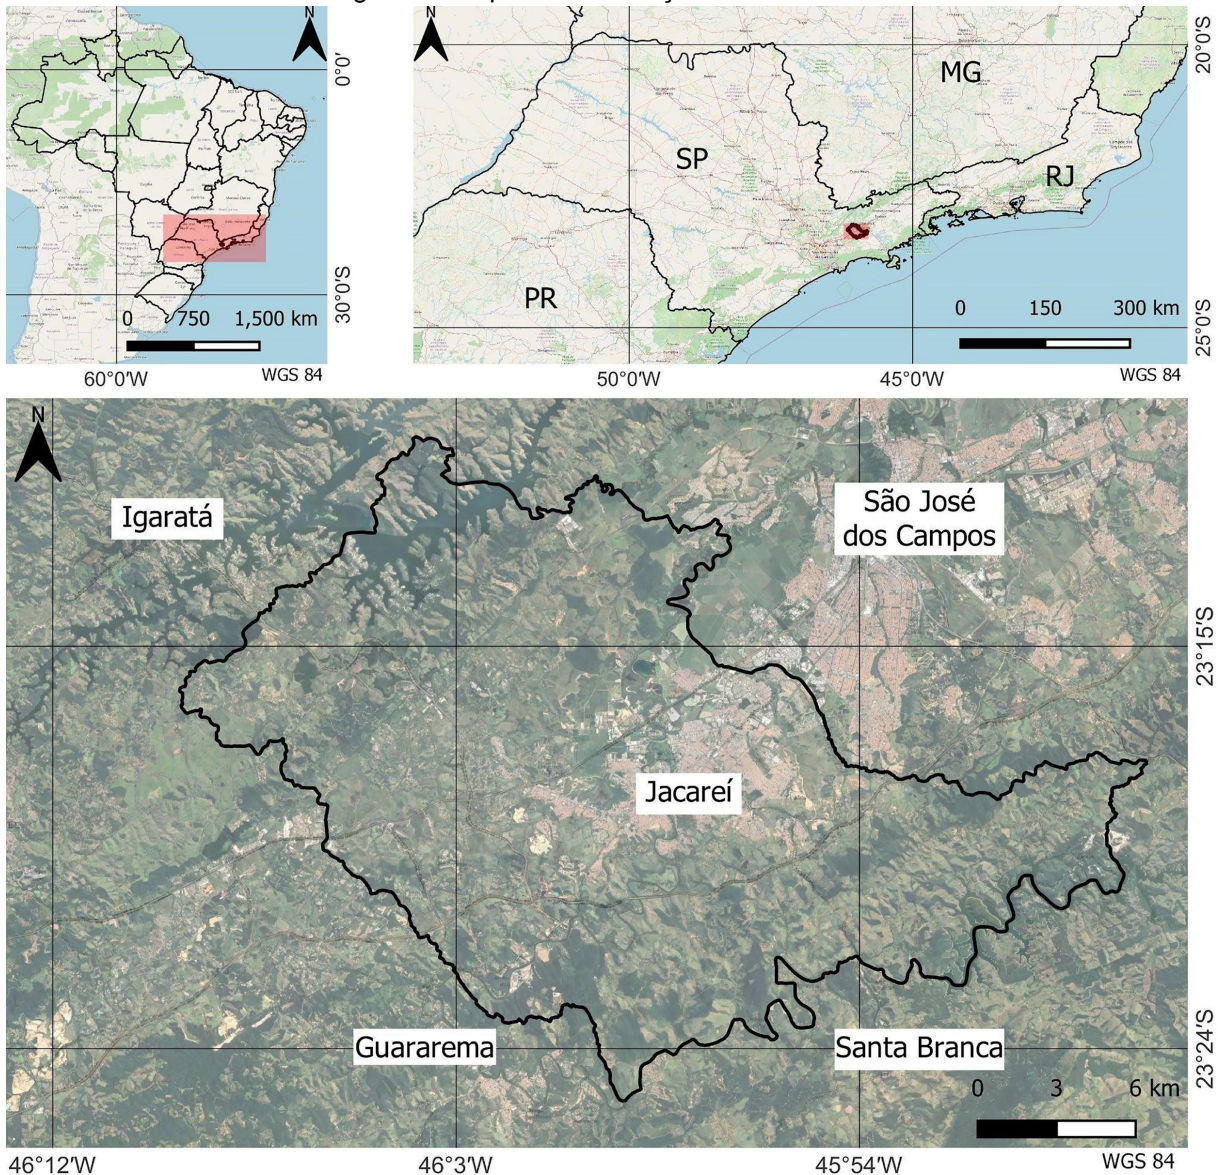 N
0°0'
30°0'S
0 750 1,500 km
60°0'W
WGS 84
N
20°0'S
MG
SP
RJ
PR
0 150 300 km
25°0'S
50°0'W
45°0'W
WGS 84
N
Igaratá
São José
dos Campos
23°15'S
Jacareí
Guararema
Santa Branca
23°24'S
0 3 6 km
46°12'W
46°3'W
45°54'W
WGS 84